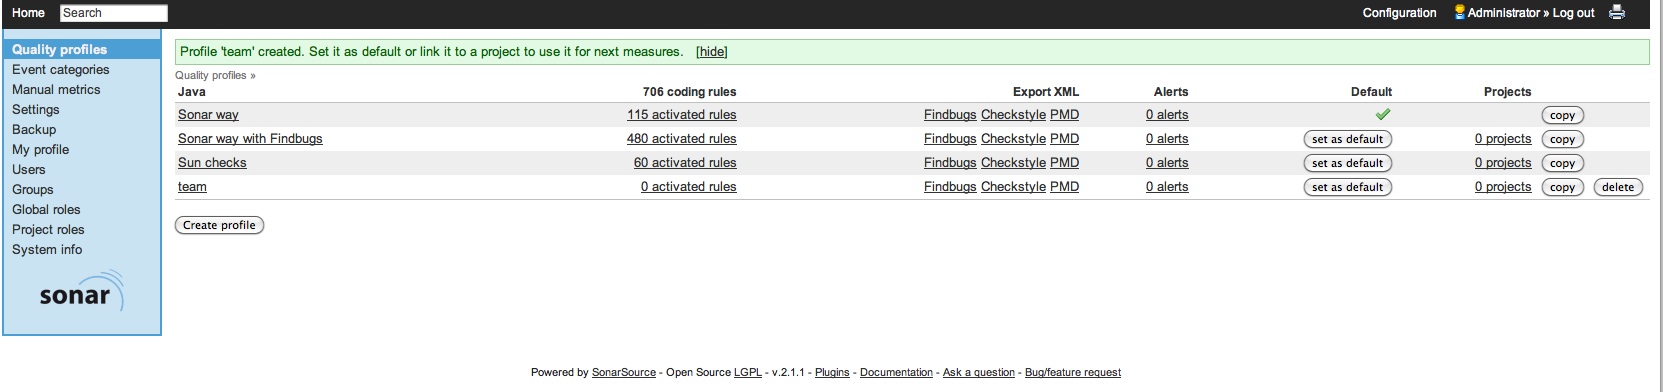 Home Search Configuration Administrator » Log out
Quality profiles
Event categories
Manual metrics
Settings
Backup
My profile
Users
Groups
Global roles
Project roles
System info
sonar
Profile 'team' created. Set it as default or link it to a project to use it for next measures. [hide]
Quality profiles »
Java 706 coding rules Export XML Alerts Default Projects
Sonar way 115 activated rules Findbugs Checkstyle PMD 0 alerts copy
Sonar way with Findbugs 480 activated rules Findbugs Checkstyle PMD 0 alerts set as default 0 projects copy
Sun checks 60 activated rules Findbugs Checkstyle PMD 0 alerts set as default 0 projects copy
team 0 activated rules Findbugs Checkstyle PMD 0 alerts set as default 0 projects copy delete
Create profile
Powered by SonarSource - Open Source LGPL - v.2.1.1 - Plugins - Documentation - Ask a question - Bug/feature request